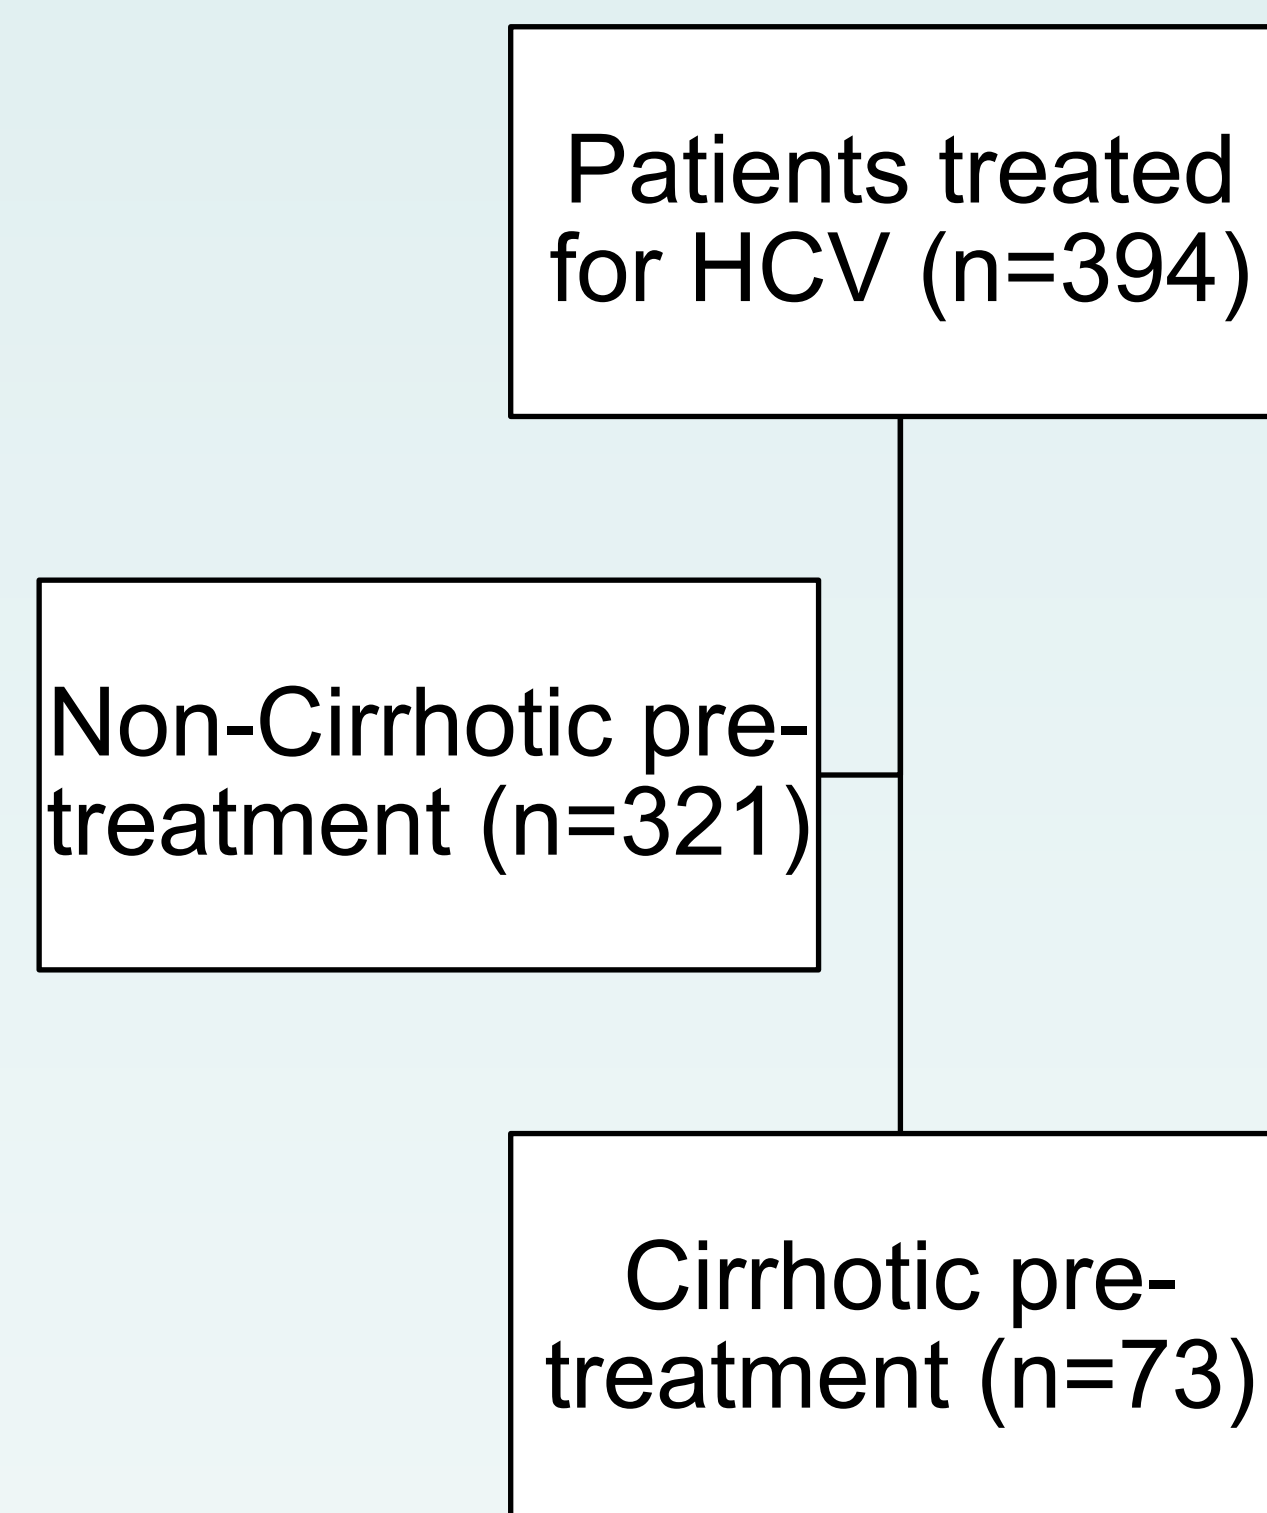 Patients treated
for HCV (n=394)
Non-Cirrhotic pre-
treatment (n=321)
Cirrhotic pre-
treatment (n=73)